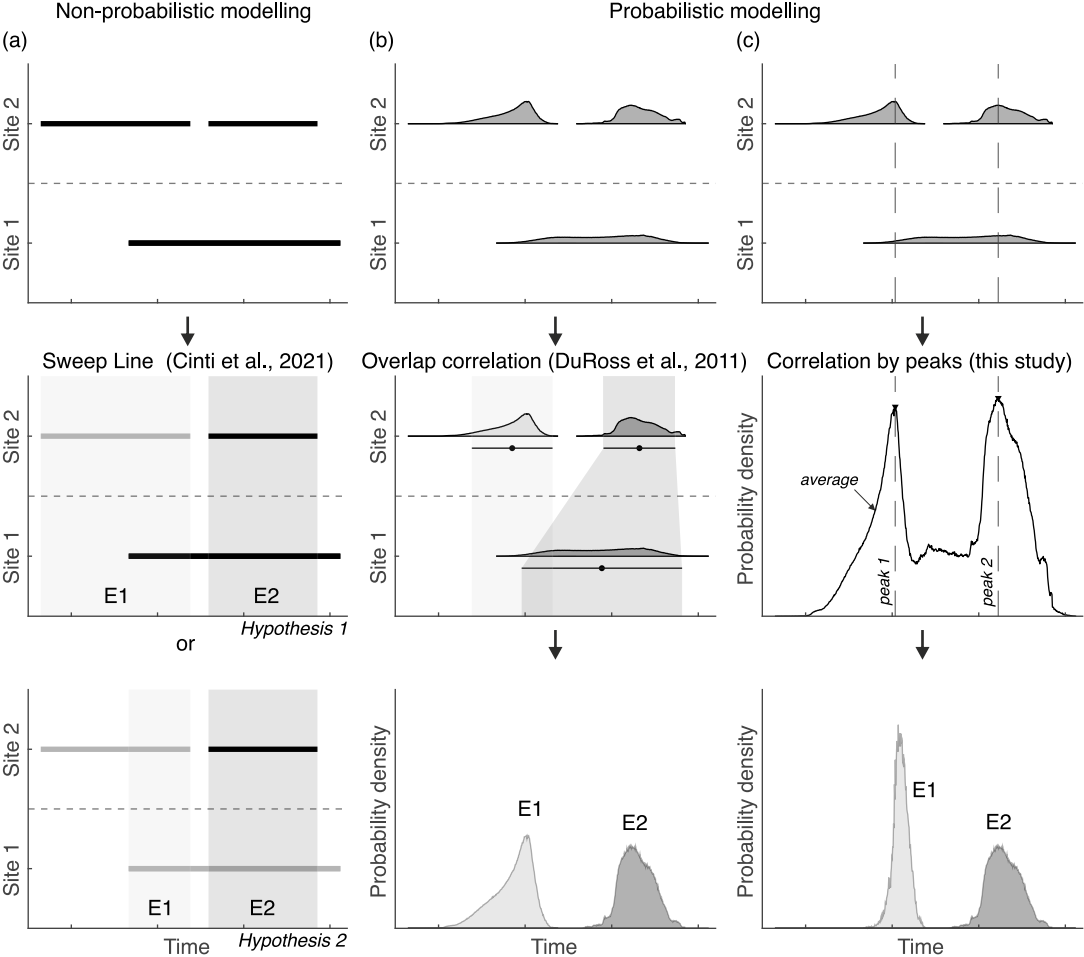 Non-probabilistic modelling
Probabilistic modelling
(a)
(b)
(c)
Site 2
Site 1
Site 2
Site 1
Site 2
Site 1
Sweep Line (Cinti et al., 2021)
Overlap correlation (DuRoss et al., 2011)
Correlation by peaks (this study)
Site 2
Site 1
E1
E2
Hypothesis 1
or
Site 2
Site 1
Probability density
average
peak 1
peak 2
Site 2
Site 1
E1
E2
Hypothesis 2
Time
Probability density
E1
E2
Time
Probability density
E1
E2
Time